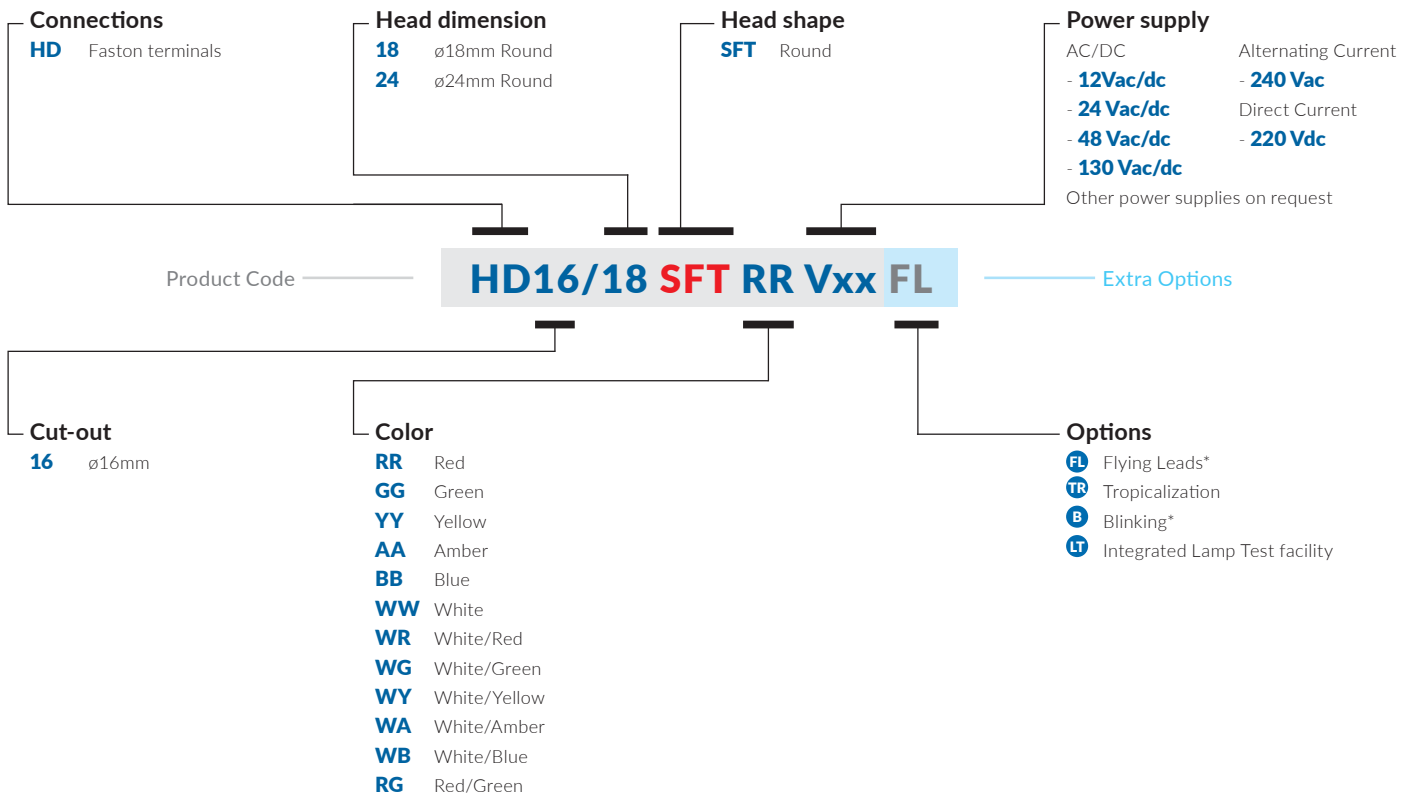 Connections
HD Faston terminals
Head dimension
18 ø18mm Round
24 ø24mm Round
Head shape
SFT Round
Power supply
AC/DC
- 12Vac/dc
- 24 Vac/dc
- 48 Vac/dc
- 130 Vac/dc
Alternating Current
- 240 Vac
Direct Current
- 220 Vdc
Other power supplies on request
Product Code
HD16/18 SFT RR Vxx FL
Extra Options
Cut-out
16 ø16mm
Color
RR Red
GG Green
YY Yellow
AA Amber
BB Blue
WW White
WR White/Red
WG White/Green
WY White/Yellow
WA White/Amber
WB White/Blue
RG Red/Green
Options
FL Flying Leads*
TR Tropicalization
B Blinking*
LT Integrated Lamp Test facility